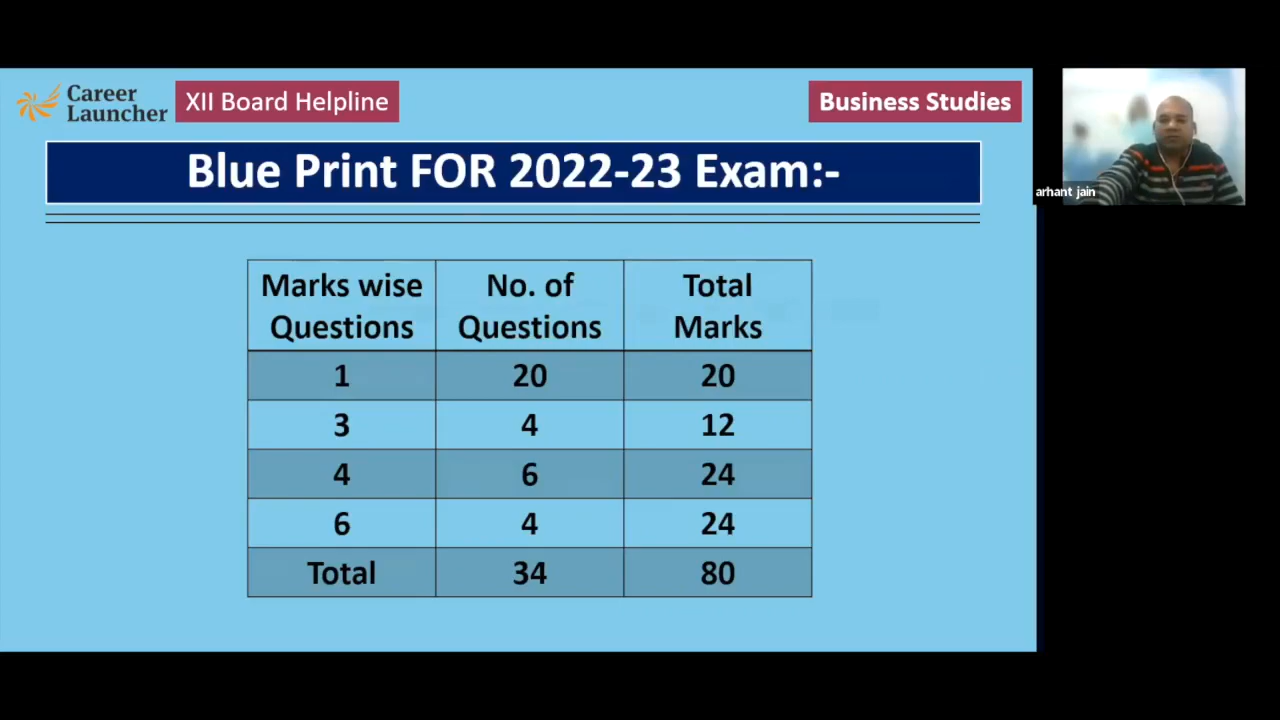 Career
Launcher
XII Board Helpline
Business Studies
Blue Print FOR 2022-23 Exam:-
arhant jain
Marks wise Questions
No. of Questions
Total Marks
1 20 20
3 4 12
4 6 24
6 4 24
Total 34 80